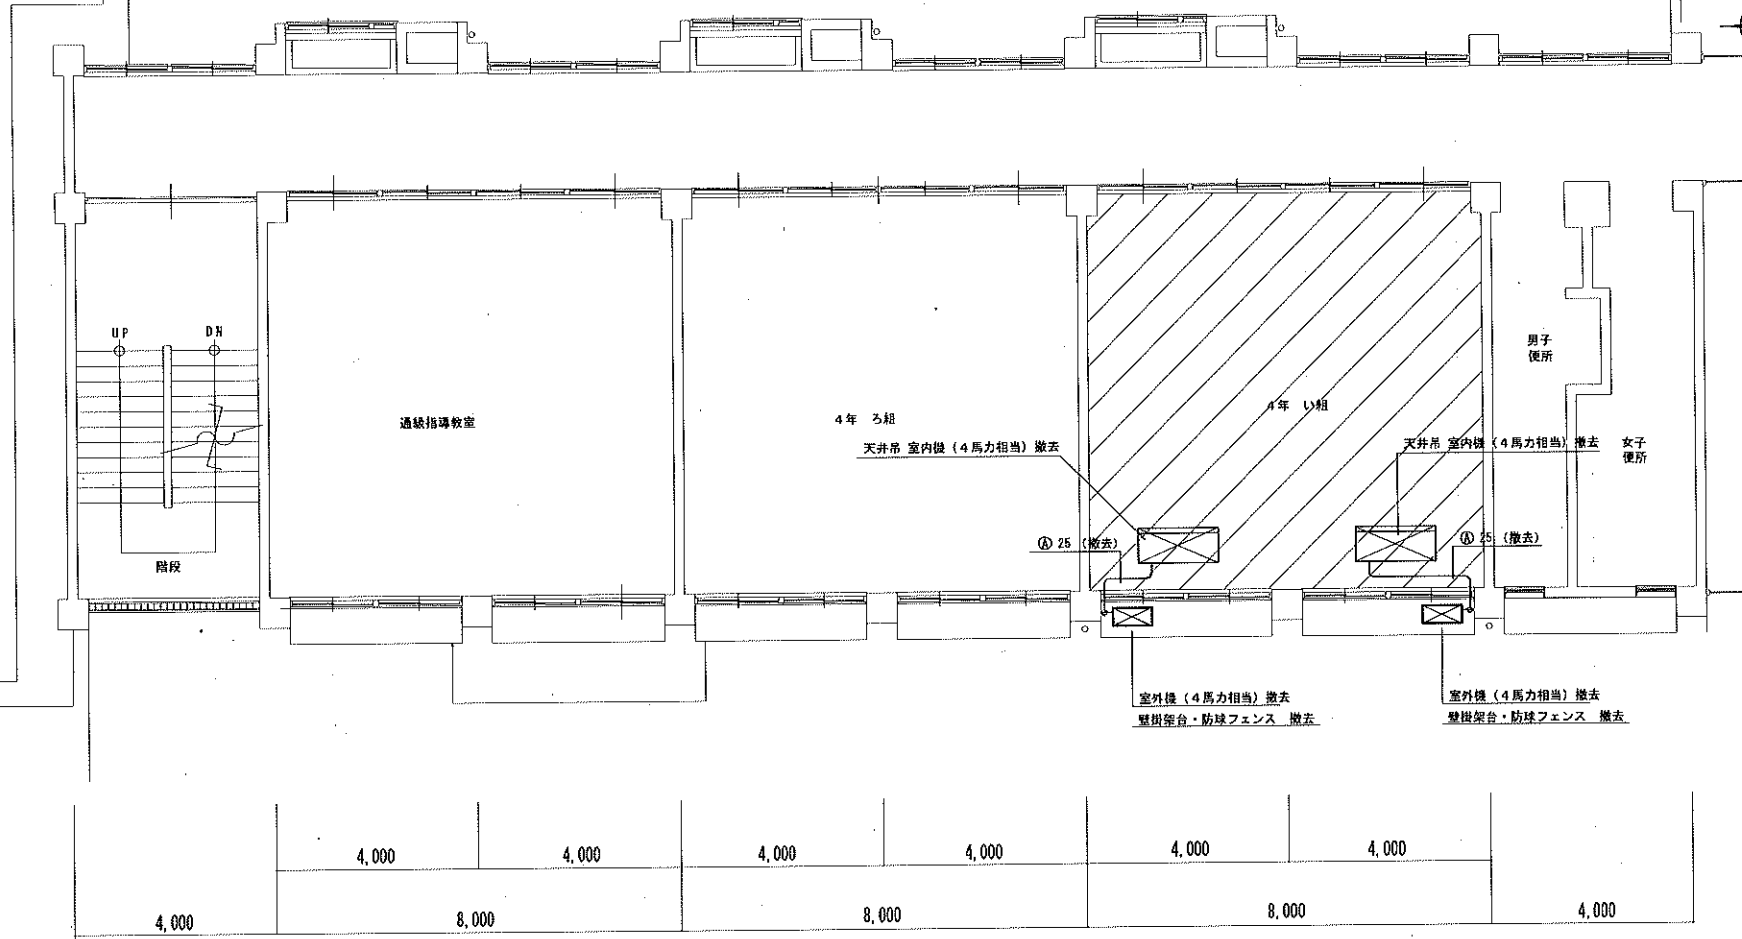 UP
DN
男子
便所
通級指導教室
4年 ろ組
4年 い組
天井吊 室内機（4馬力相当）撤去
天井吊 室内機（4馬力相当）撤去
女子
便所
Ⓐ 25 （撤去）
Ⓐ 25 （撤去）
階段
室外機（4馬力相当）撤去
壁掛架台・防球フェンス 撤去
室外機（4馬力相当）撤去
壁掛架台・防球フェンス 撤去
4,000
4,000
4,000
4,000
4,000
4,000
4,000
8,000
8,000
8,000
4,000